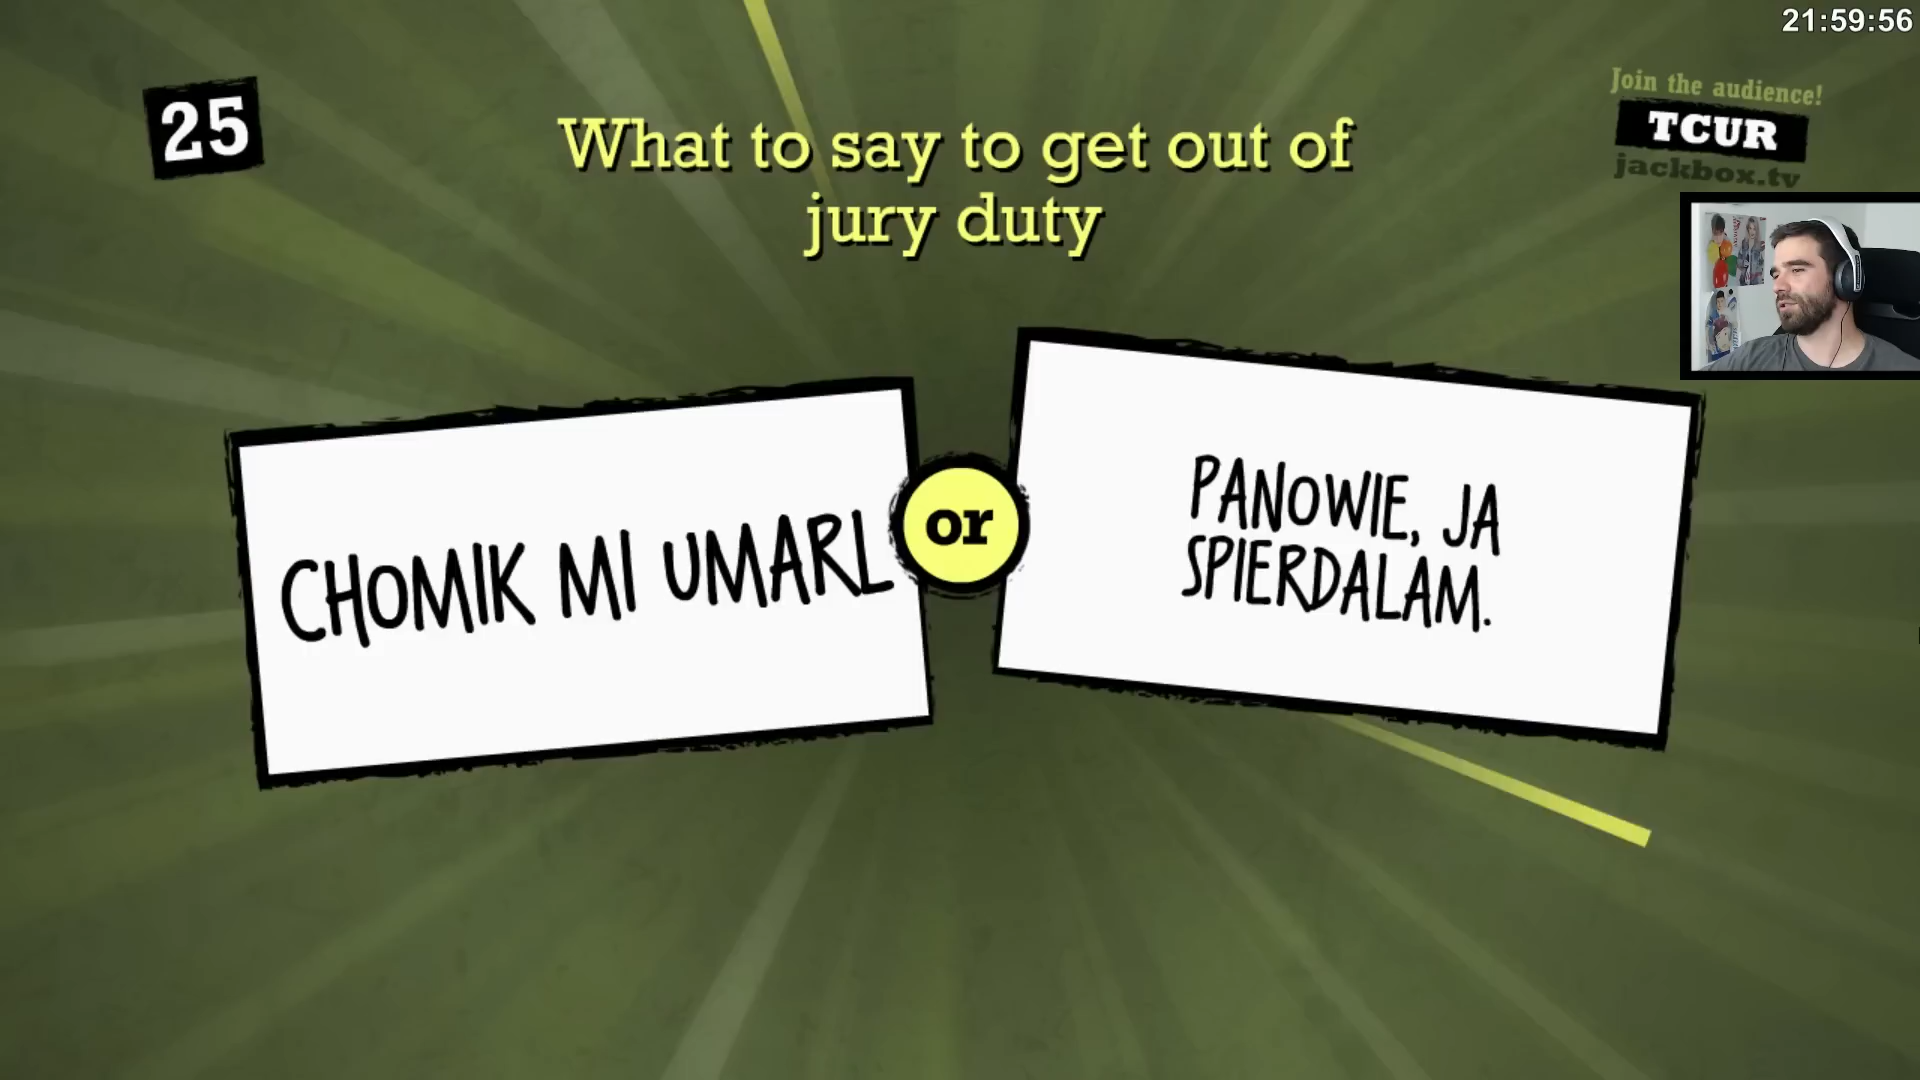 21:59:56
25
What to say to get out of
jury duty
Join the audience!
TCUR
jackbox.tv
CHOMIK MI UMARL
or
PANOWIE, JA
SPIERDALAM.